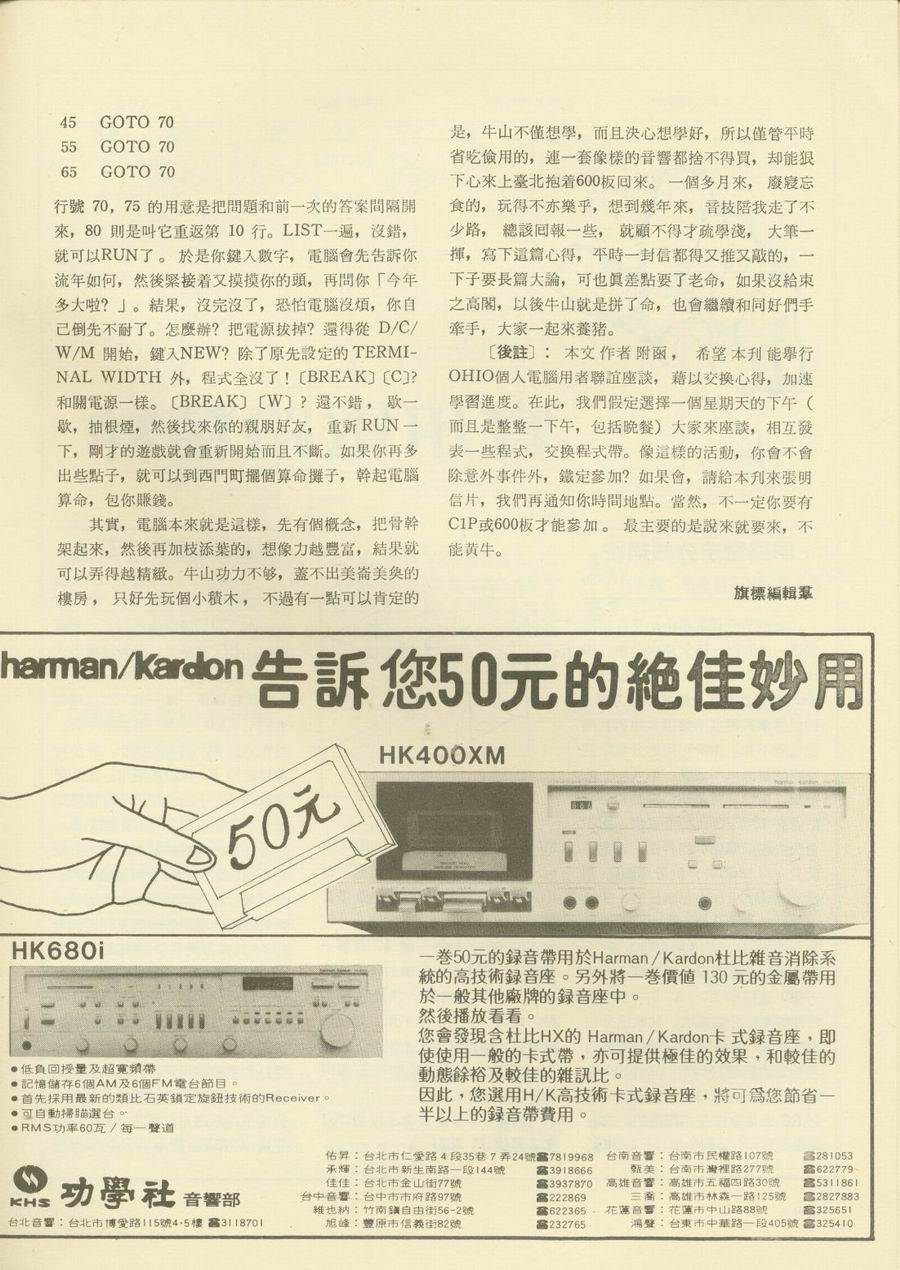 45 GOTO 70
55 GOTO 70
65 GOTO 70
行號 70，75 的用意是把問題和前一次的答案間隔開
來，80 則是叫它重返第 10 行。LIST一遍，沒錯，
就可以RUN了。於是你鍵入數字，電腦會先告訴你
流年如何，然後緊接着又摸摸你的頭，再問你「今年
多大啦？」。結果，沒完沒了，恐怕電腦沒煩，你自
己倒先不耐了。怎麼辦？把電源拔掉？還得從 D/C/
W/M 開始，鍵入NEW？除了原先設定的 TERMI-
NAL WIDTH 外，程式全沒了！〔BREAK〕〔C〕？
和關電源一樣。〔BREAK〕〔W〕？還不錯，歇一
歇，抽根煙，然後找來你的親朋好友，重新 RUN 一
下，剛才的遊戲就會重新開始而且不斷。如果你再多
出些點子，就可以到西門町擺個算命攤子，幹起電腦
算命，包你賺錢。
其實，電腦本來就是這樣，先有個概念，把骨幹
架起來，然後再加枝添葉的，想像力越豐富，結果就
可以弄得越精緻。牛山功力不够，蓋不出美崙美奐的
樓房，只好先玩個小積木，不過有一點可以肯定的
是，牛山不僅想學，而且決心想學好，所以僅管平時
省吃儉用的，連一套像樣的音響都捨不得買，却能狠
下心來上臺北抱着600板回來。一個多月來，廢寢忘
食的，玩得不亦樂乎，想到幾年來，音技陪我走了不
少路，總該回報一些，就顧不得才疏學淺，大筆一
揮，寫下這篇心得，平時一封信都得又推又敲的，一
下子要長篇大論，可也眞差點要了老命，如果沒給束
之高閣，以後牛山就是拼了命，也會繼續和同好們手
牽手，大家一起來養猪。
〔後註〕：本文作者附函，希望本刋能擧行
OHIO個人電腦用者聯誼座談，藉以交換心得，加速
學習進度。在此，我們假定選擇一個星期天的下午（
而且是整整一下午，包括晚餐）大家來座談，相互發
表一些程式，交換程式帶。像這樣的活動，你會不會
除意外事件外，鐵定參加？如果會，請給本刋來張明
信片，我們再通知你時間地點。當然，不一定你要有
C1P或600板才能參加。最主要的是說來就要來，不
能黃牛。
旗標編輯羣
harman/kardon 告訴您50元的絕佳妙用
HK400XM
50元
HK680i
●低負回授量及超寬頻帶
●記憶儲存6個AM及6個FM電台節目。
●首先採用最新的類比石英鎖定旋鈕技術的Receiver。
●可自動掃瞄選台。
●RMS功率60瓦／每一聲道
一卷50元的録音帶用於Harman / Kardon杜比雜音消除系
統的高技術録音座。另外將一卷價值 130 元的金屬帶用
於一般其他廠牌的録音座中。
然後播放看看。
您會發現含杜比HX的 Harman / Kardon卡式録音座，即
使使用一般的卡式帶，亦可提供極佳的效果，和較佳的
動態餘裕及較佳的雜訊比。
因此，您選用H/K高技術卡式録音座，將可爲您節省一
半以上的録音帶費用。
KHS 功學社 音響部
台北音響：台北市博愛路115號4·5樓 ☎3118701
佑昇：台北市仁愛路 4 段35巷 7 弄24號☎7819968
承輝：台北市新生南路一段144號 ☎3918666
佳佳：台北市金山街77號 ☎3937870
台中音響：台中市市府路97號 ☎222869
維也納：竹南鎮自由街56-2號 ☎622365
旭峰：豐原市信義街82號 ☎232765
台南音響：台南市民權路107號 ☎281053
甄美：台南市灣裡路277號 ☎622779
高雄音響：高雄市五福四路30號 ☎5311861
三喬：高雄市林森一路125號 ☎2827883
花蓮音響：花蓮市中山路88號 ☎325651
鴻聲：台東市中華路一段405號 ☎325410